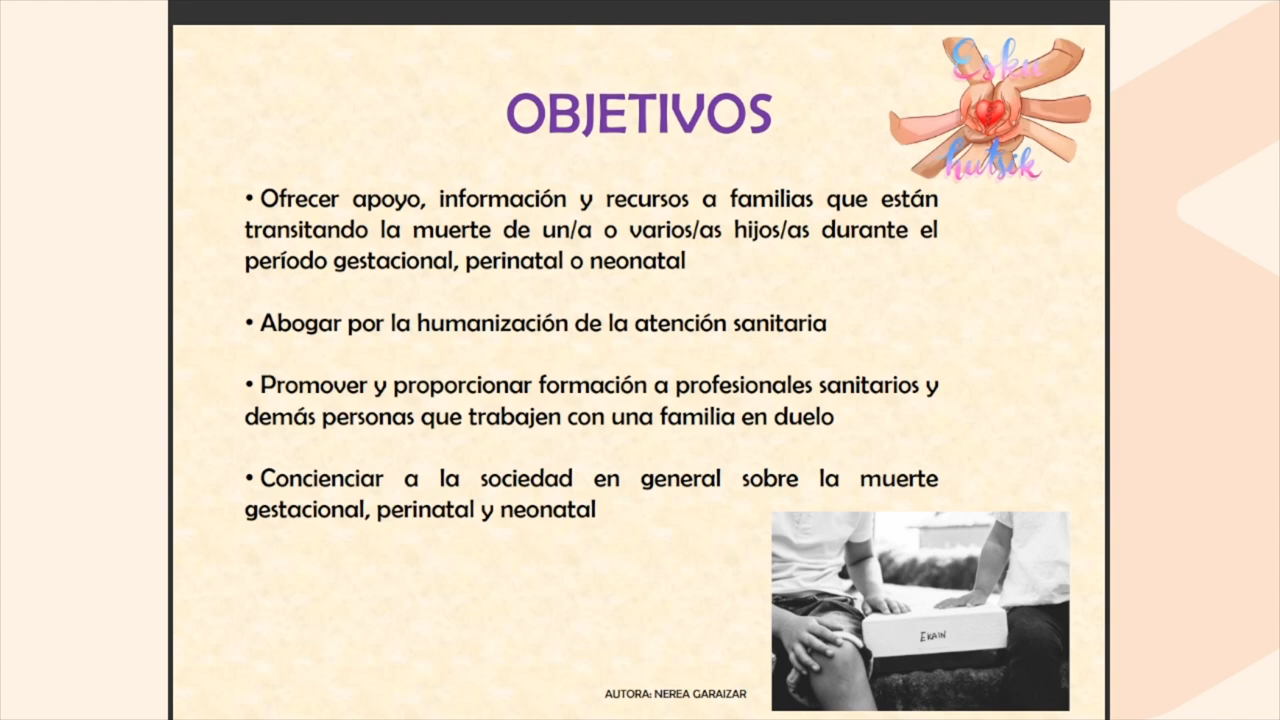 Esku
hutsik
OBJETIVOS
• Ofrecer apoyo, información y recursos a familias que están
transitando la muerte de un/a o varios/as hijos/as durante el
período gestacional, perinatal o neonatal
• Abogar por la humanización de la atención sanitaria
• Promover y proporcionar formación a profesionales sanitarios y
demás personas que trabajen con una familia en duelo
• Concienciar a la sociedad en general sobre la muerte
gestacional, perinatal y neonatal
EKAIN
AUTORA: NEREA GARAIZAR